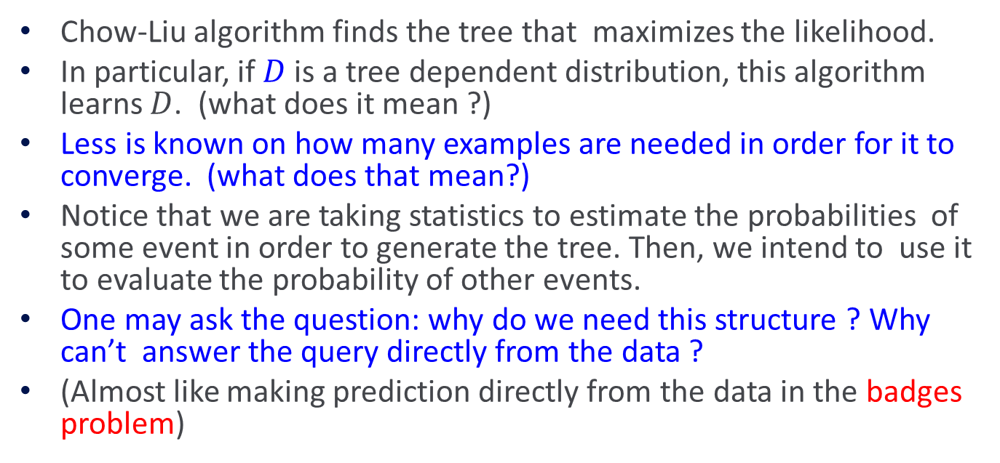 • Chow-Liu algorithm finds the tree that  maximizes the likelihood.
• In particular, if D is a tree dependent distribution, this algorithm
learns D.  (what does it mean ?)
• Less is known on how many examples are needed in order for it to
converge.  (what does that mean?)
• Notice that we are taking statistics to estimate the probabilities  of
some event in order to generate the tree. Then, we intend to  use it
to evaluate the probability of other events.
• One may ask the question: why do we need this structure ? Why
can’t  answer the query directly from the data ?
• (Almost like making prediction directly from the data in the badges
problem)